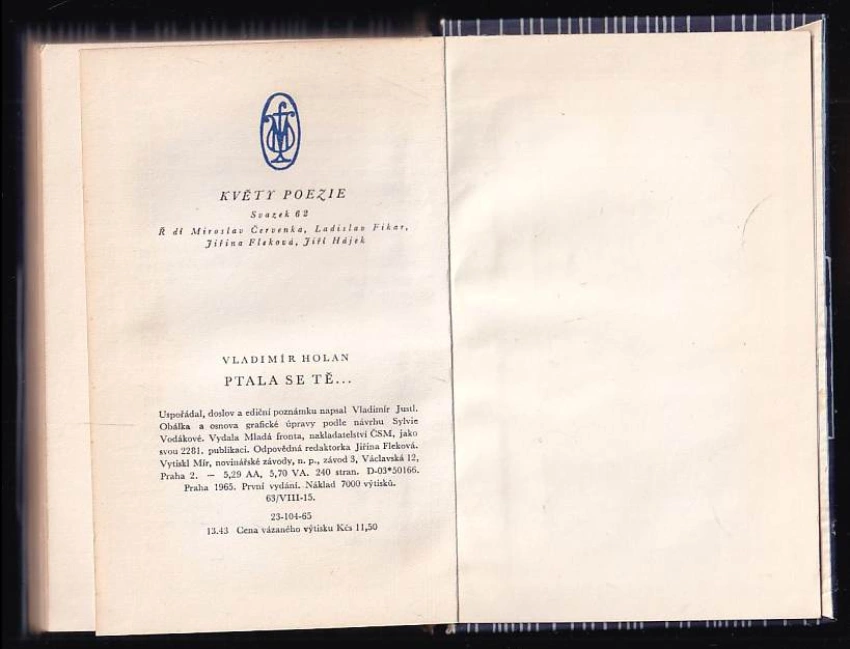 KVĚTY POEZIE
Svazek 62
Ř dí Miroslav Červenka, Ladislav Fikar,
Jiřina Fleková, Jiří Hájek
VLADIMÍR HOLAN
PTALA SE TĚ...
Uspořádal, doslov a ediční poznámku napsal Vladimír Justl.
Obálka a osnova grafické úpravy podle návrhu Sylvie
Vodákové. Vydala Mladá fronta, nakladatelství ČSM, jako
svou 2281. publikaci. Odpovědná redaktorka Jiřina Fleková.
Vytiskl Mír, novinářské závody, n. p., závod 3, Václavská 12,
Praha 2. — 5,29 AA, 5,70 VA. 240 stran. D-03*50166.
Praha 1965. První vydání. Náklad 7000 výtisků.
63/VIII-15.
23-104-65
13.43 Cena vázaného výtisku Kčs 11,50